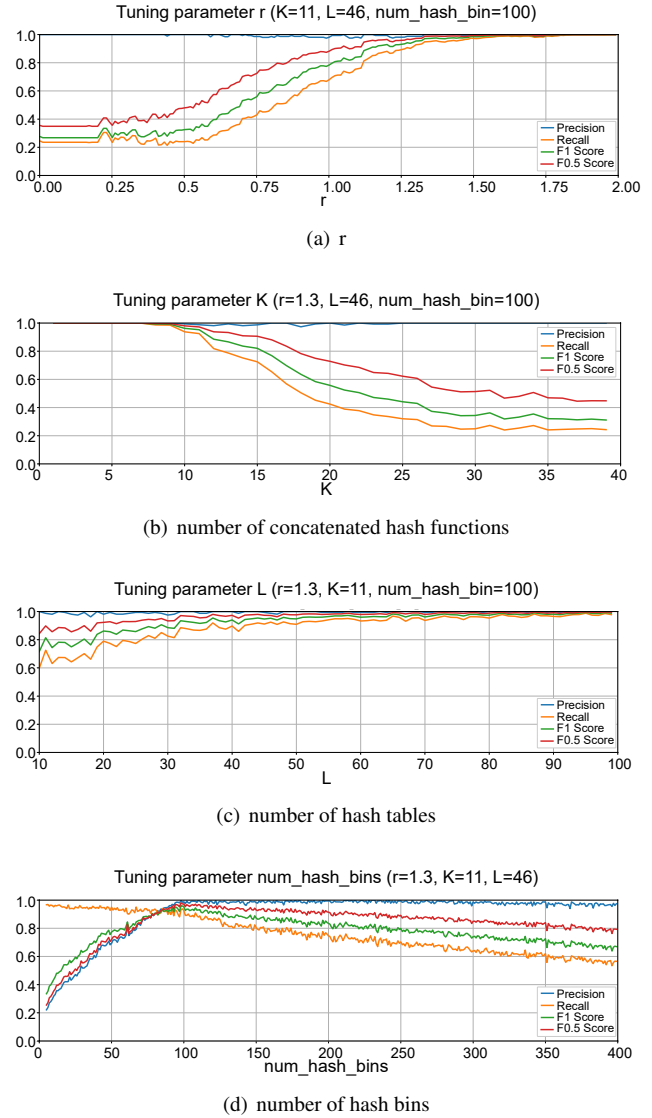 Tuning parameter r (K=11, L=46, num_hash_bin=100)
1.0
0.8
0.6
0.4
0.2
0.0
Precision
Recall
F1 Score
F0.5 Score
0.00 0.25 0.5 0.75 1.00 1.25 1.50 1.75 2.00
r
(a) r
Tuning parameter K (r=1.3, L=46, num_hash_bin=100)
1.0
0.8
0.6
0.4
0.2
0.0
Precision
Recall
F1 Score
F0.5 Score
0 5 10 15 20 25 30 35 40
K
(b) number of concatenated hash functions
Tuning parameter L (r=1.3, K=11, num_hash_bin=100)
1.0
0.8
0.6
0.4
0.2
0.0
Precision
Recall
F1 Score
F0.5 Score
10 20 30 40 50 60 70 80 90 100
L
(c) number of hash tables
Tuning parameter num_hash_bins (r=1.3, K=11, L=46)
1.0
0.8
0.6
0.4
0.2
0.0
Precision
Recall
F1 Score
F0.5 Score
0 50 100 150 200 250 300 350 400
num_hash_bins
(d) number of hash bins